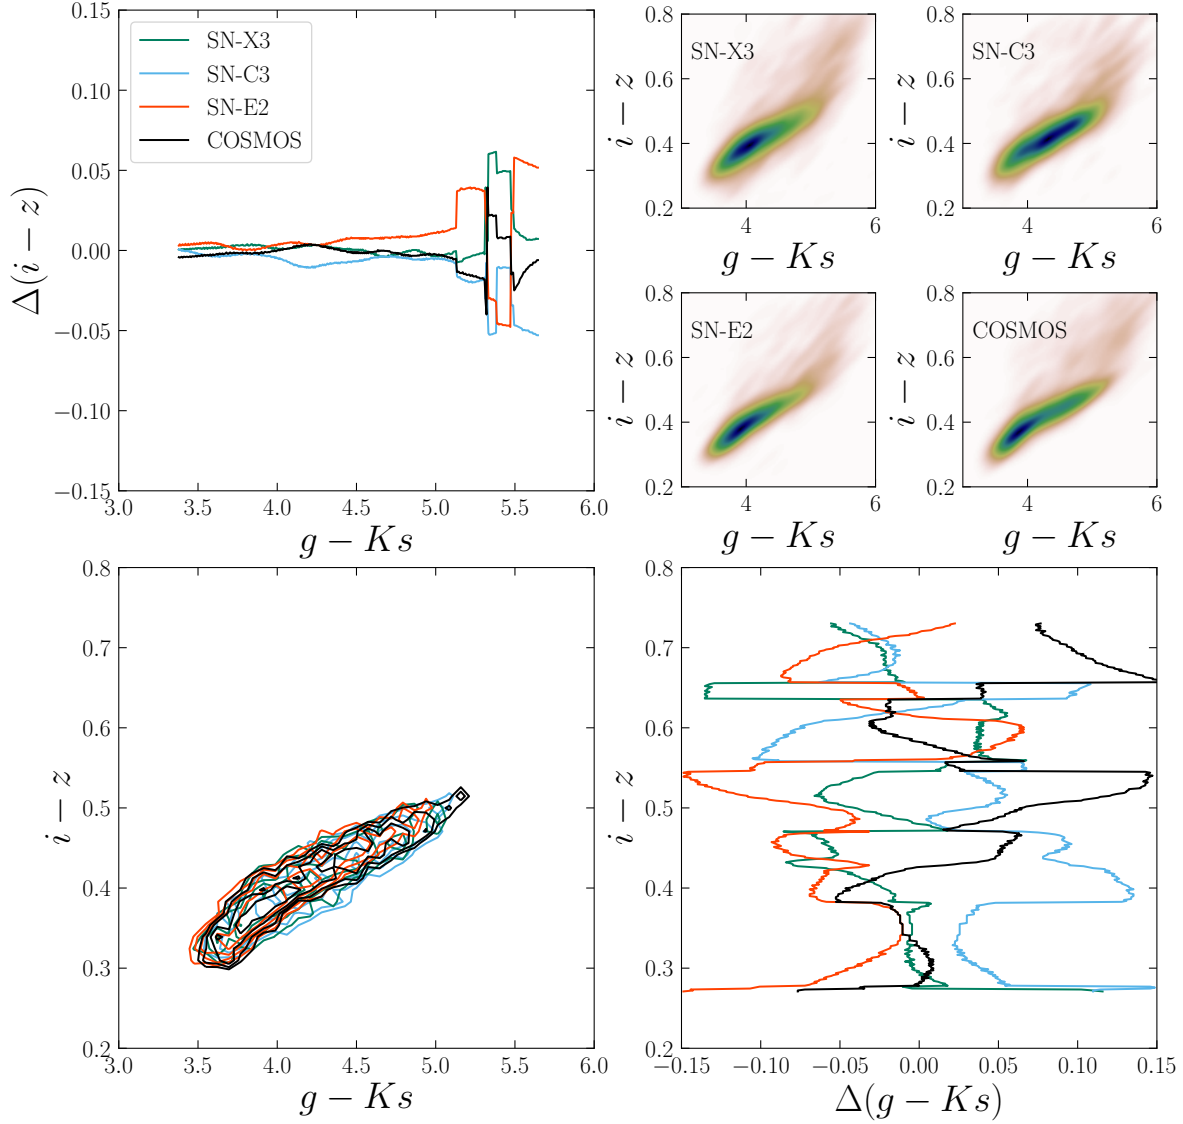 0.15
0.10
0.05
0.00
−0.05
−0.10
−0.15
Δ(i − z)
SN-X3
SN-C3
SN-E2
COSMOS
3.0 3.5 4.0 4.5 5.0 5.5 6.0
g − Ks
0.8
0.6
0.4
0.2
i − z
SN-X3
4 6
g − Ks
0.8
0.6
0.4
0.2
i − z
SN-C3
4 6
g − Ks
0.8
0.6
0.4
0.2
i − z
SN-E2
4 6
g − Ks
0.8
0.6
0.4
0.2
i − z
COSMOS
4 6
g − Ks
0.8
0.7
0.6
0.5
0.4
0.3
0.2
i − z
3.0 3.5 4.0 4.5 5.0 5.5 6.0
g − Ks
0.8
0.7
0.6
0.5
0.4
0.3
0.2
i − z
−0.15 −0.10 −0.05 0.00 0.05 0.10 0.15
Δ(g − Ks)